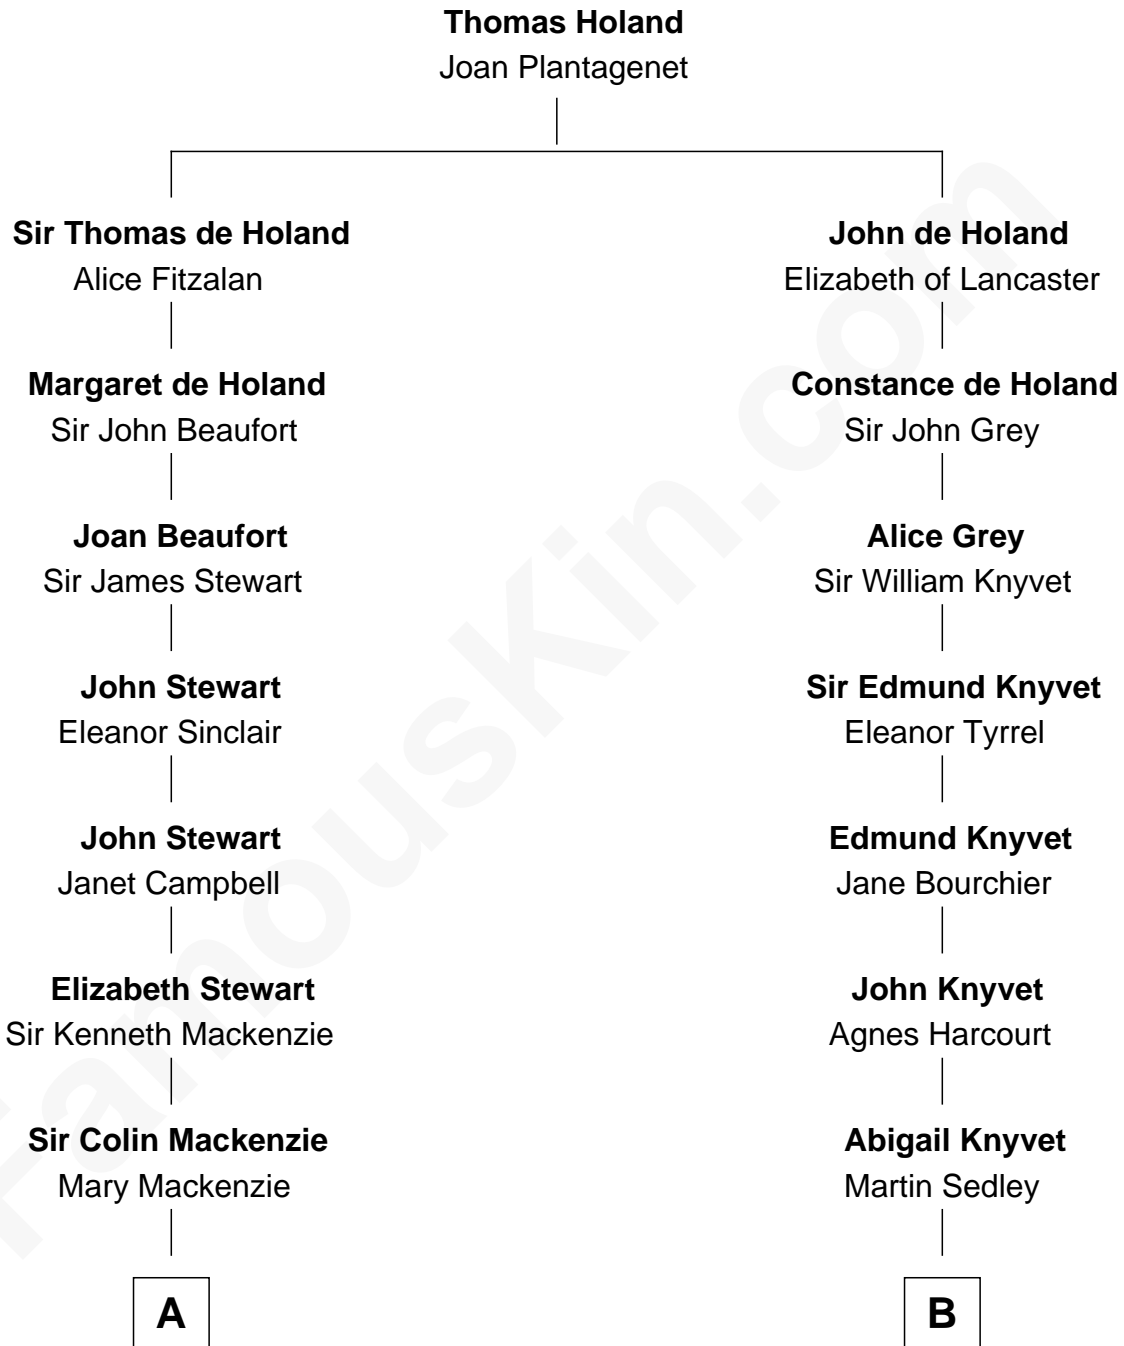 Thomas Holand
Joan Plantagenet
Sir Thomas de Holand
Alice Fitzalan
Margaret de Holand
Sir John Beaufort
Joan Beaufort
Sir James Stewart
John Stewart
Eleanor Sinclair
John Stewart
Janet Campbell
Elizabeth Stewart
Sir Kenneth Mackenzie
Sir Colin Mackenzie
Mary Mackenzie
A
John de Holand
Elizabeth of Lancaster
Constance de Holand
Sir John Grey
Alice Grey
Sir William Knyvet
Sir Edmund Knyvet
Eleanor Tyrrel
Edmund Knyvet
Jane Bourchier
John Knyvet
Agnes Harcourt
Abigail Knyvet
Martin Sedley
B
FamousKin.com